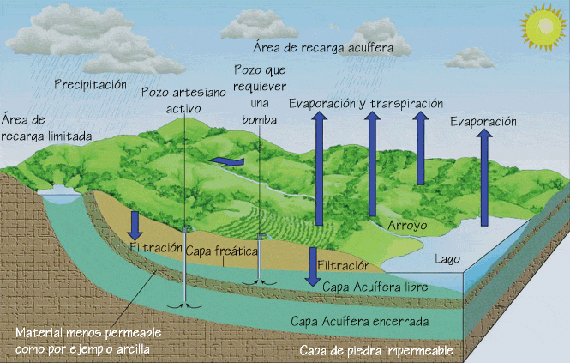 Área de recarga acuífera
Precipitación
Pozo artesiano
activo
Pozo que
requiever
una
bomba
Evaporación y transpiración
Evaporación
Área de
recarga limitada
Arroyo
Filtración
Capa freática
Filtración
Lago
Capa Acuífera libre
Capa Acuífera encerrada
Material menos permeable
como por ejemplo arcilla
Capa de piedra impermeable